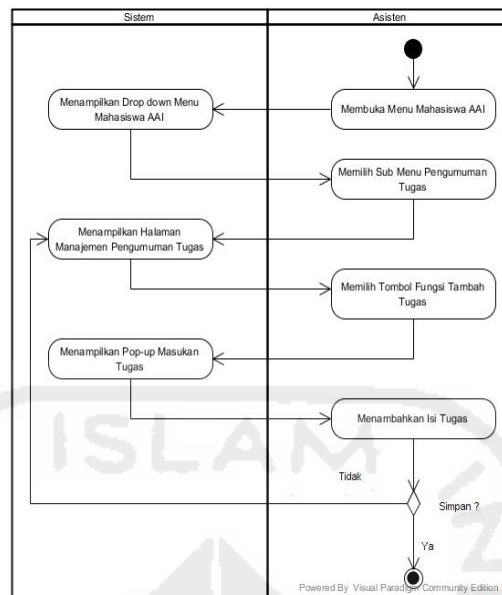 Sistem
Asisten
Membuka Menu Mahasiswa AAI
Menampilkan Drop down Menu
Mahasiswa AAI
Memilih Sub Menu Pengumuman
Tugas
Menampilkan Halaman
Manajemen Pengumuman Tugas
Memilih Tombol Fungsi Tambah
Tugas
Menampilkan Pop-up Masukan
Tugas
Menambahkan Isi Tugas
Tidak
Simpan ?
Ya
ISLAM
Powered By Visual Paradigm Community Edition